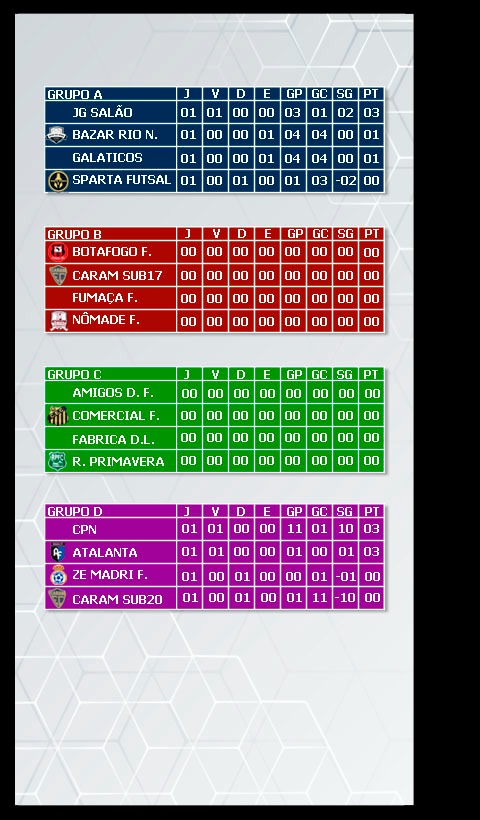 GRUPO A J V D E GP GC SG PT
JG SALÃO 01 01 00 00 03 01 02 03
BAZAR RIO N. 01 00 00 01 04 04 00 01
GALATICOS 01 00 00 01 04 04 00 01
SPARTA FUTSAL 01 00 01 00 01 03 -02 00
GRUPO B J V D E GP GC SG PT
BOTAFOGO F. 00 00 00 00 00 00 00 00
CARAM SUB17 00 00 00 00 00 00 00 00
FUMAÇA F. 00 00 00 00 00 00 00 00
NÔMADE F. 00 00 00 00 00 00 00 00
GRUPO C J V D E GP GC SG PT
AMIGOS D. F. 00 00 00 00 00 00 00 00
COMERCIAL F. 00 00 00 00 00 00 00 00
FABRICA D.L. 00 00 00 00 00 00 00 00
R. PRIMAVERA 00 00 00 00 00 00 00 00
GRUPO D J V D E GP GC SG PT
CPN 01 01 00 00 11 01 10 03
ATALANTA 01 01 00 00 01 00 01 03
ZE MADRI F. 01 00 01 00 00 01 -01 00
CARAM SUB20 01 00 01 00 01 11 -10 00